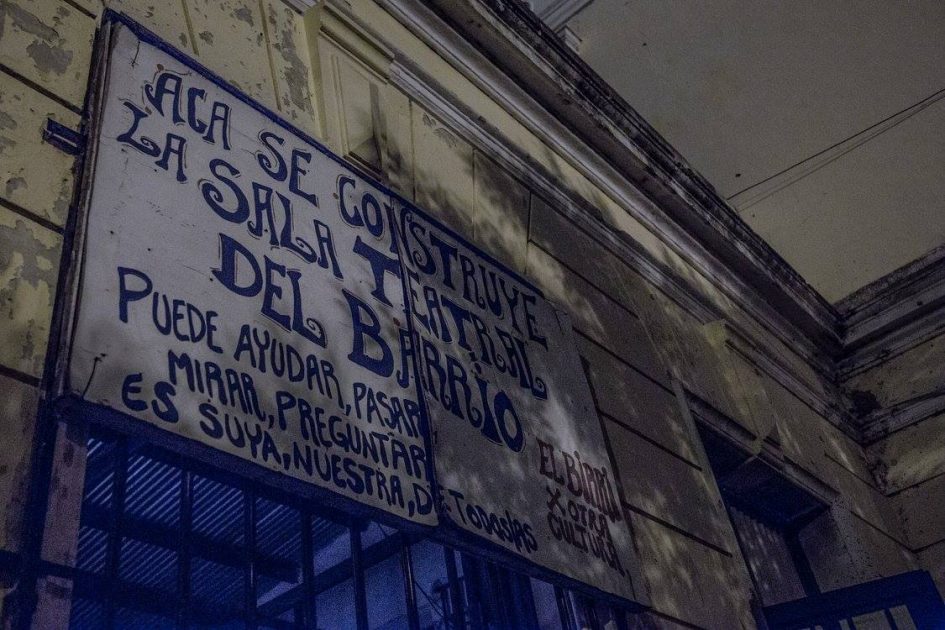 ACA SE CONSTRUYE
LA SALA TEATRAL
DEL BARRIO
PUEDE AYUDAR, PASAR
MIRAR, PREGUNTAR
ES SUYA, NUESTRA, DE TODOS/AS
EL BIRRI
X OTRA
CULTURA